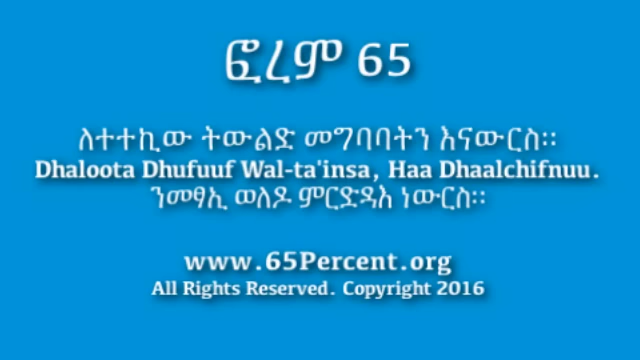 ፎረም 65
ለተተኪው ትውልድ መግባባትን እናውርስ።
Dhaloota Dhufuuf Wal-ta'insa, Haa Dhaalchifnuu.
ንመፃኢ ወለዶ ምርድዳእ ነውርስ።
www.65Percent.org
All Rights Reserved. Copyright 2016